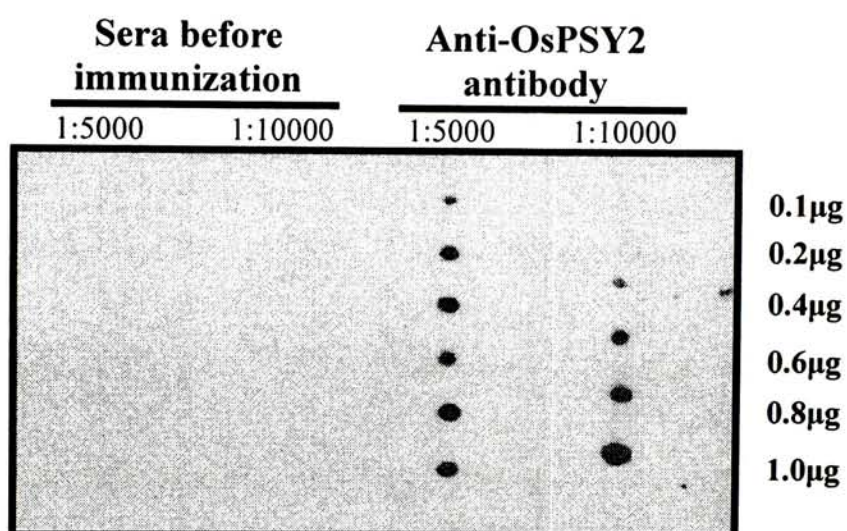 Sera before
immunization
Anti-OsPSY2
antibody
1:5000
1:10000
1:5000
1:10000
0.1μg
0.2μg
0.4μg
0.6μg
0.8μg
1.0μg